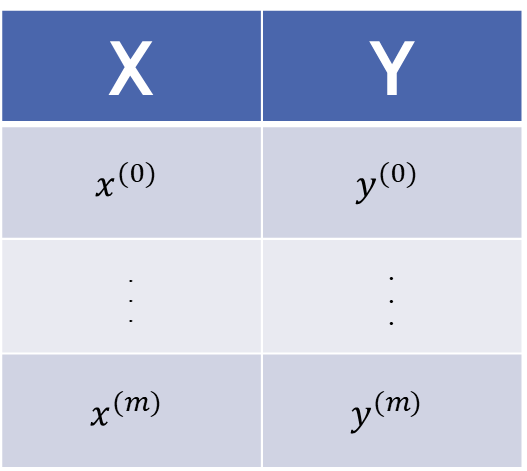 X Y
x^(0) y^(0)
⋮ ⋮
x^(m) y^(m)